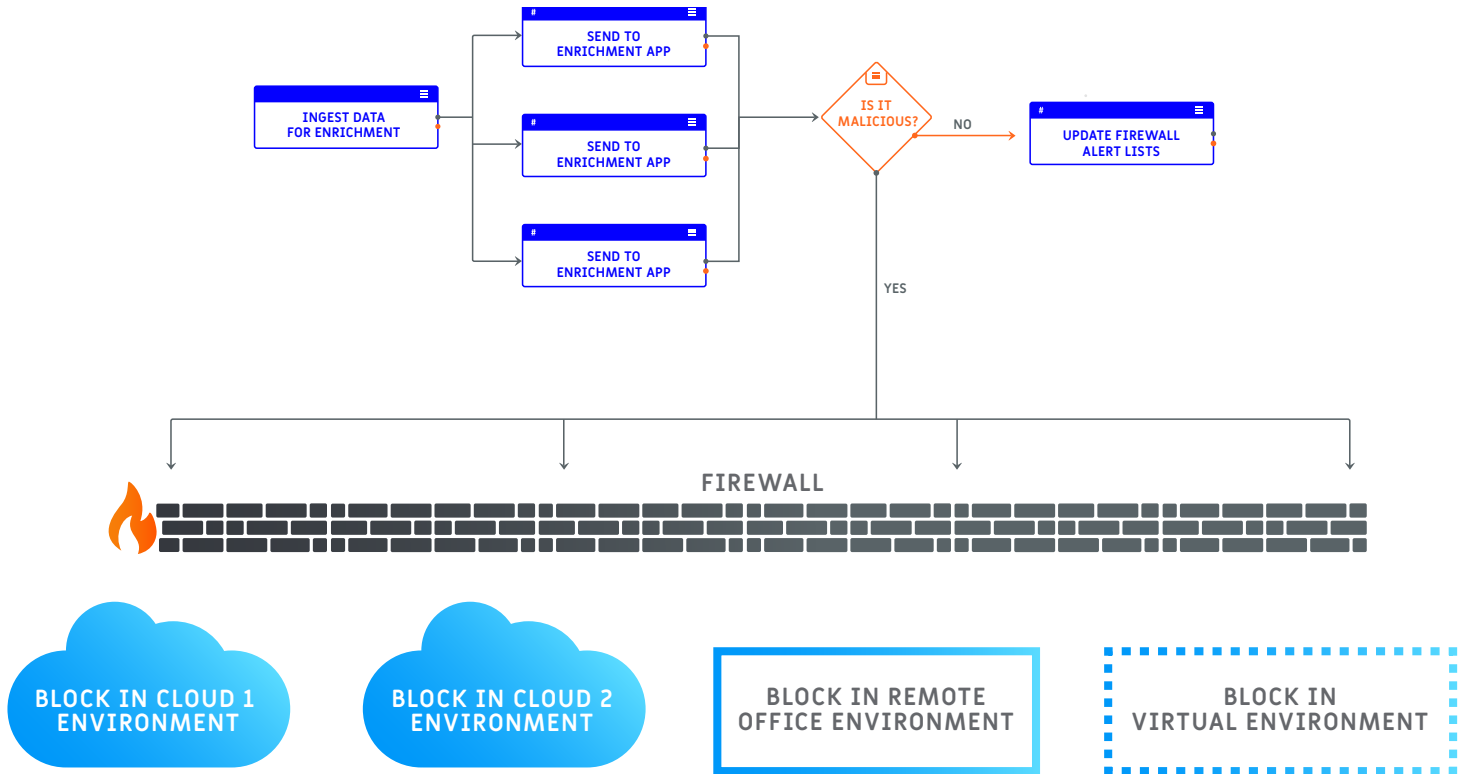 #
SEND TO
ENRICHMENT APP
INGEST DATA
FOR ENRICHMENT
#
SEND TO
ENRICHMENT APP
#
SEND TO
ENRICHMENT APP
IS IT
MALICIOUS?
NO
#
UPDATE FIREWALL
ALERT LISTS
YES
FIREWALL
BLOCK IN CLOUD 1
ENVIRONMENT
BLOCK IN CLOUD 2
ENVIRONMENT
BLOCK IN REMOTE
OFFICE ENVIRONMENT
BLOCK IN
VIRTUAL ENVIRONMENT